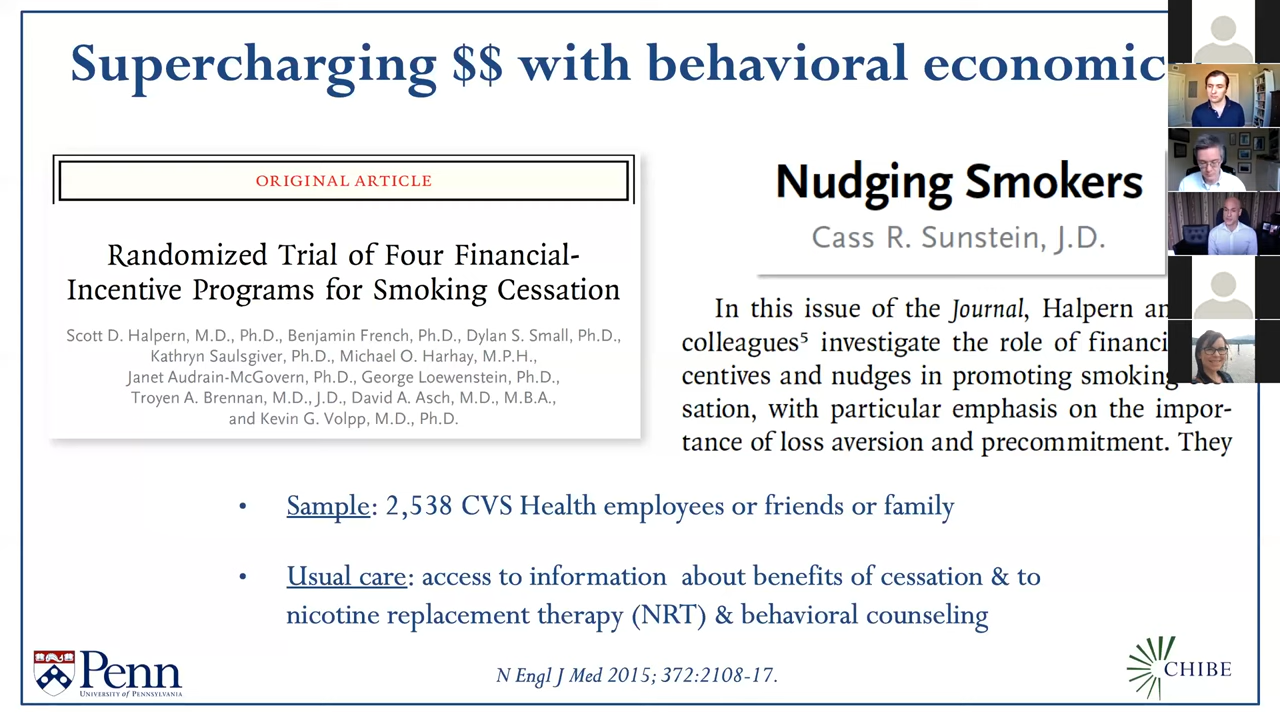 Supercharging $$ with behavioral economic
ORIGINAL ARTICLE
Randomized Trial of Four Financial-
Incentive Programs for Smoking Cessation
Scott D. Halpern, M.D., Ph.D., Benjamin French, Ph.D., Dylan S. Small, Ph.D.,
Kathryn Saulsgiver, Ph.D., Michael O. Harhay, M.P.H.,
Janet Audrain-McGovern, Ph.D., George Loewenstein, Ph.D.,
Troyen A. Brennan, M.D., J.D., David A. Asch, M.D., M.B.A.,
and Kevin G. Volpp, M.D., Ph.D.
Nudging Smokers
Cass R. Sunstein, J.D.
In this issue of the Journal, Halpern an
colleagues⁵ investigate the role of financi
centives and nudges in promoting smoking
sation, with particular emphasis on the impor-
tance of loss aversion and precommitment. They
• Sample: 2,538 CVS Health employees or friends or family
• Usual care: access to information about benefits of cessation & to
nicotine replacement therapy (NRT) & behavioral counseling
Penn
UNIVERSITY OF PENNSYLVANIA
N Engl J Med 2015; 372:2108-17.
CHIBE